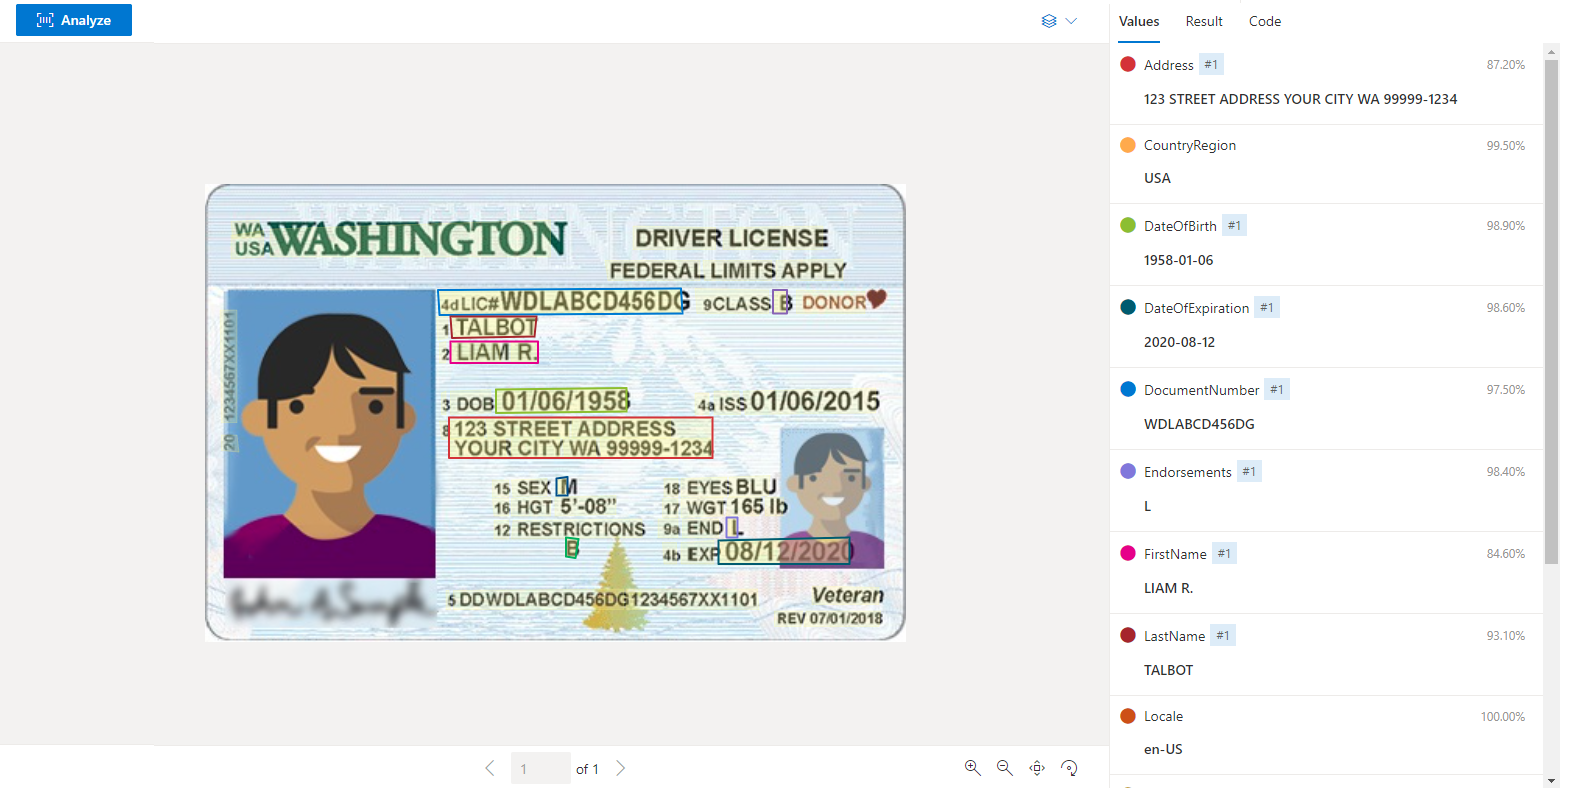 Analyze
Values Result Code
WA
USA WASHINGTON
DRIVER LICENSE
FEDERAL LIMITS APPLY
4d LIC# WDLABCD456DG 9 CLASS B DONOR
1 TALBOT
2 LIAM R.
3 DOB 01/06/1958 4a ISS 01/06/2015
8 123 STREET ADDRESS
YOUR CITY WA 99999-1234
15 SEX M 18 EYES BLU
16 HGT 5'-08" 17 WGT 165 lb
12 RESTRICTIONS 9a END L
B
4b EXP 08/12/2020
5 DD WDLABCD456DG1234567XX1101
Veteran
REV 07/01/2018
20 1234567XX1101
1 of 1
Address #1 87.20%
123 STREET ADDRESS YOUR CITY WA 99999-1234
CountryRegion 99.50%
USA
DateOfBirth #1 98.90%
1958-01-06
DateOfExpiration #1 98.60%
2020-08-12
DocumentNumber #1 97.50%
WDLABCD456DG
Endorsements #1 98.40%
L
FirstName #1 84.60%
LIAM R.
LastName #1 93.10%
TALBOT
Locale 100.00%
en-US